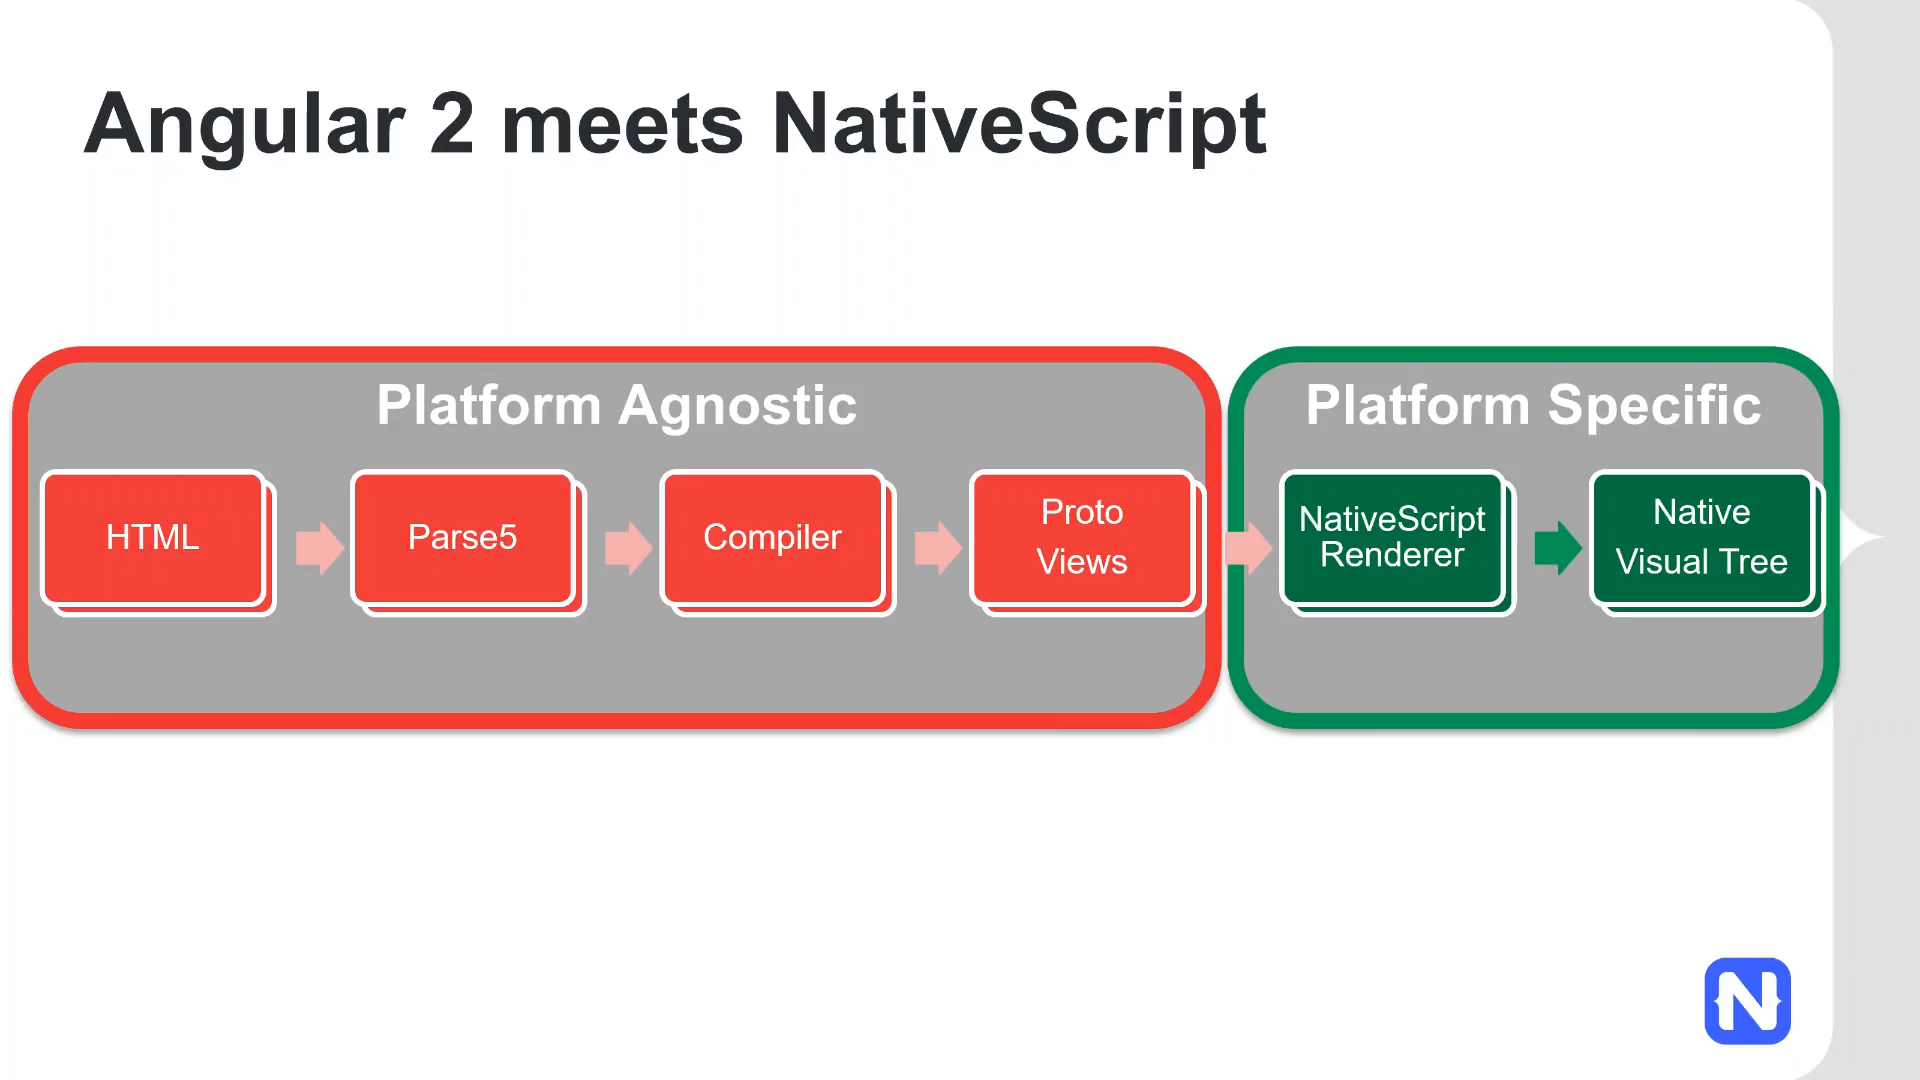 Angular 2 meets NativeScript
Platform Agnostic
HTML
Parse5
Compiler
Proto
Views
Platform Specific
NativeScript
Renderer
Native
Visual Tree
N